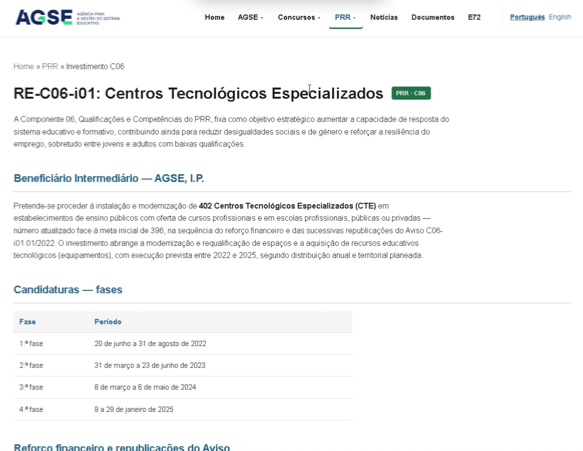 AGSE AGÊNCIA PARA
A GESTÃO DO SISTEMA
EDUCATIVO
Home AGSE Concursos PRR Notícias Documentos E72 Português English
Home » PRR » Investimento C06
RE-C06-i01: Centros Tecnológicos Especializados PRR · C06
A Componente 06, Qualificações e Competências do PRR, fixa como objetivo estratégico aumentar a capacidade de resposta do
sistema educativo e formativo, contribuindo ainda para reduzir desigualdades sociais e de género e reforçar a resiliência do
emprego, sobretudo entre jovens e adultos com baixas qualificações.
Beneficiário Intermediário — AGSE, I.P.
Pretende-se proceder à instalação e modernização de 402 Centros Tecnológicos Especializados (CTE) em
estabelecimentos de ensino públicos com oferta de cursos profissionais e em escolas profissionais, públicas ou privadas —
número atualizado face à meta inicial de 396, na sequência do reforço financeiro e das sucessivas republicações do Aviso C06-
i01.01/2022. O investimento abrange a modernização e requalificação de espaços e a aquisição de recursos educativos
tecnológicos (equipamentos), com execução prevista entre 2022 e 2025, segundo distribuição anual e territorial planeada.
Candidaturas — fases
Fase Período
1.ª fase 20 de junho a 31 de agosto de 2022
2.ª fase 31 de março a 23 de junho de 2023
3.ª fase 8 de março a 6 de maio de 2024
4.ª fase 9 a 29 de janeiro de 2025
Reforço financeiro e republicações do Aviso